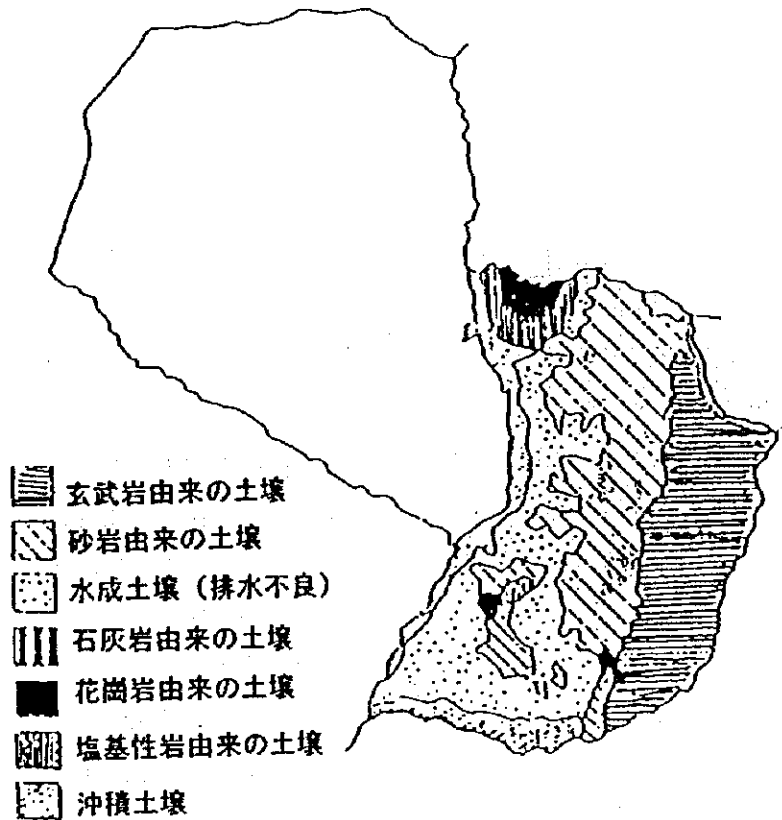 玄武岩由来の土壌
砂岩由来の土壌
水成土壌（排水不良）
石灰岩由来の土壌
花崗岩由来の土壌
塩基性岩由来の土壌
沖積土壌